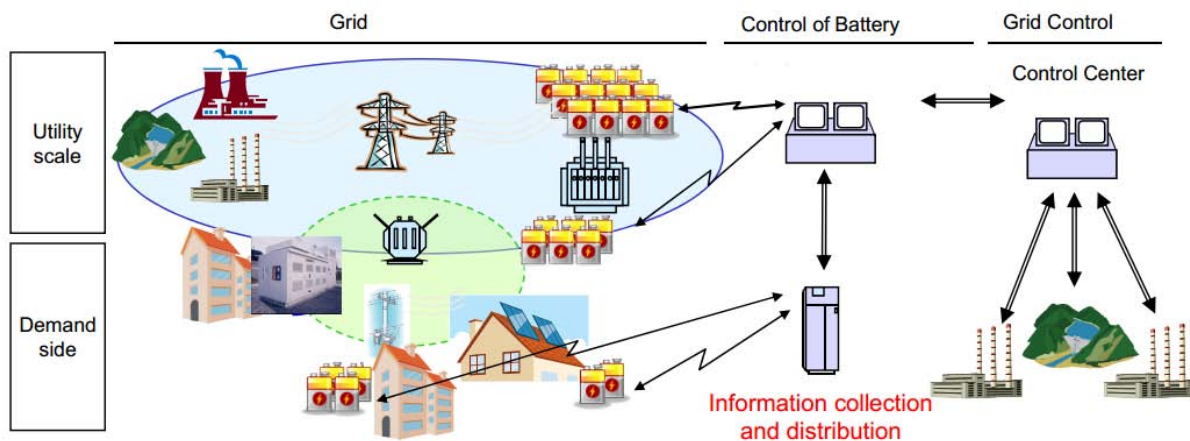 Grid
Control of Battery
Grid Control
Control Center
Utility
scale
Demand
side
Information collection
and distribution